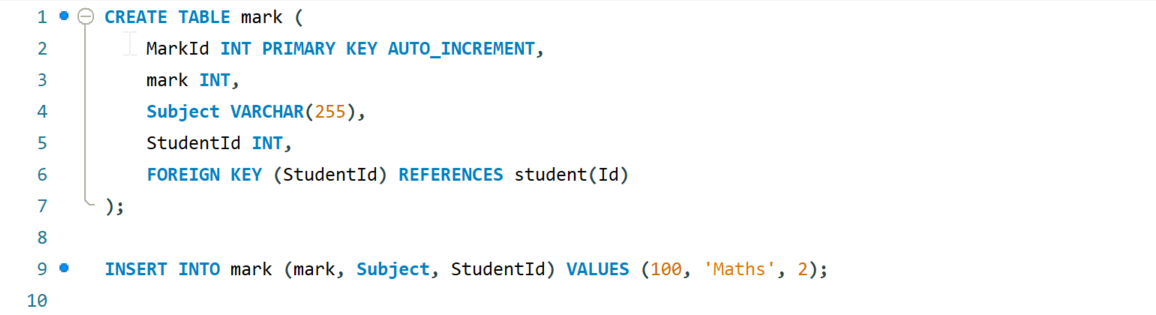 1 CREATE TABLE mark (
2 MarkId INT PRIMARY KEY AUTO_INCREMENT,
3 mark INT,
4 Subject VARCHAR(255),
5 StudentId INT,
6 FOREIGN KEY (StudentId) REFERENCES student(Id)
7 );
8
9 INSERT INTO mark (mark, Subject, StudentId) VALUES (100, 'Maths', 2);
10